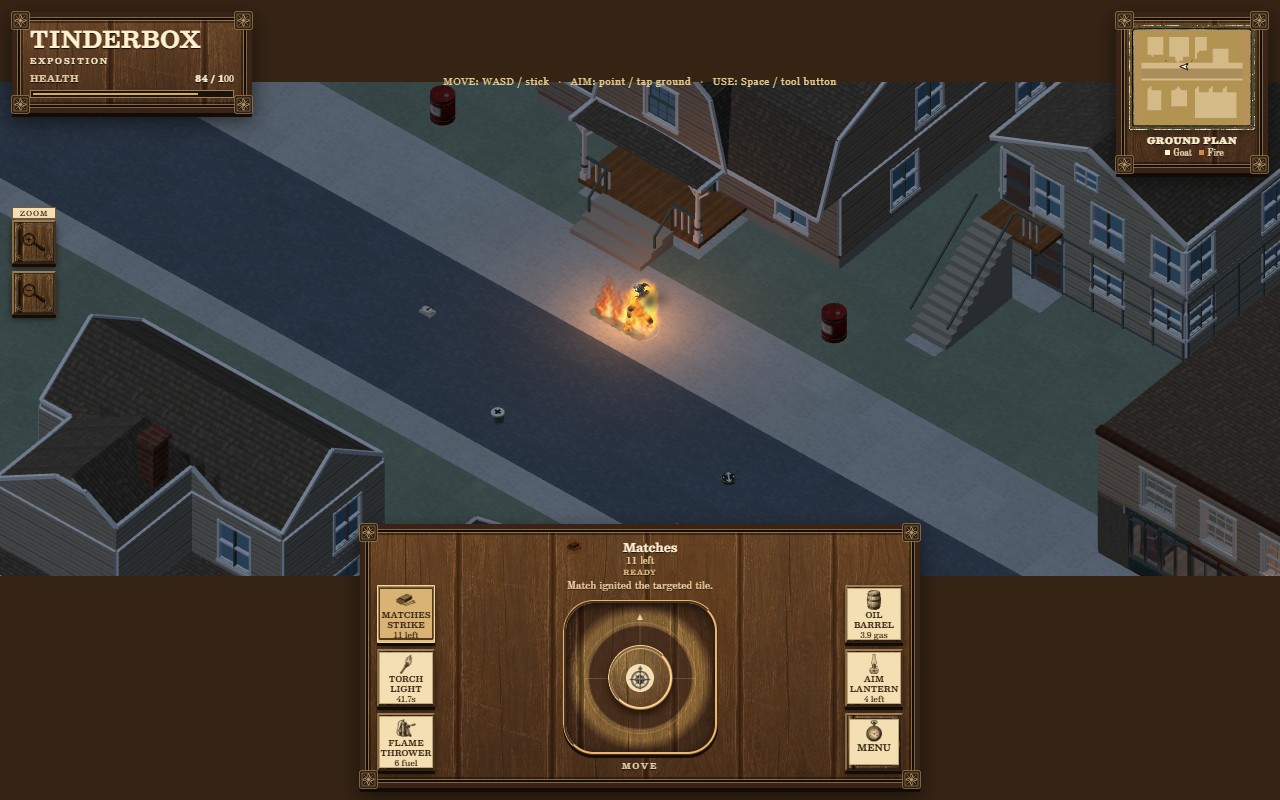 TINDERBOX
EXPOSITION
HEALTH 84 / 100
MOVE: WASD / stick · AIM: point / tap ground · USE: Space / tool button
GROUND PLAN
Goat Fire
ZOOM
Matches
11 left
READY
Match ignited the targeted tile.
MATCHES
STRIKE
11 left
TORCH
LIGHT
41.7s
FLAME
THROWER
6 fuel
OIL
BARREL
3.9 gas
AIM
LANTERN
4 left
MENU
MOVE